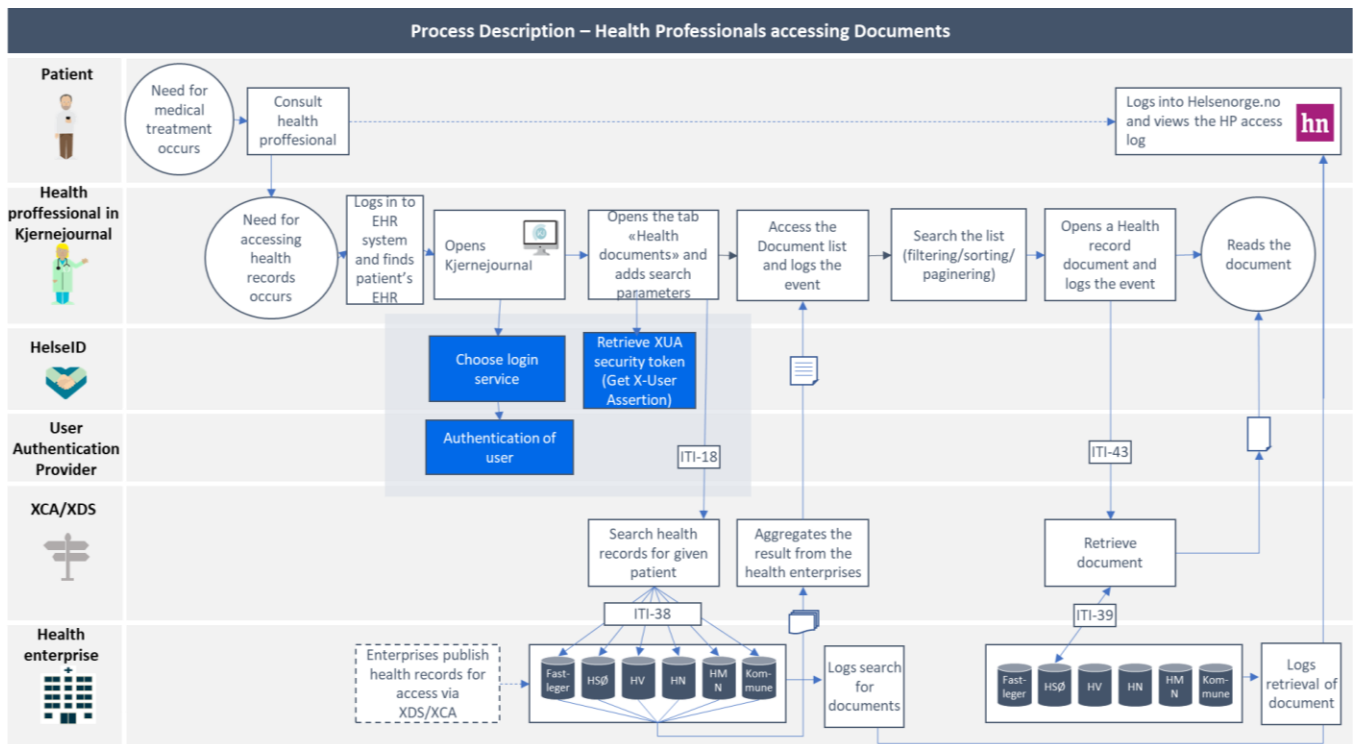 Process Description – Health Professionals accessing Documents
Patient
Need for
medical
treatment
occurs
Consult
health
proffesional
Logs into Helsenorge.no
and views the HP access
log
hn
Health
proffessional in
Kjernejournal
Need for
accessing
health
records
occurs
Logs in to
EHR
system
and finds
patient's
EHR
Opens
Kjernejournal
Opens the tab
«Health
documents» and
adds search
parameters
Access the
Document list
and logs the
event
Search the list
(filtering/sorting/
paginering)
Opens a Health
record
document and
logs the event
Reads the
document
HelseID
Choose login
service
Retrieve XUA
security token
(Get X-User
Assertion)
User
Authentication
Provider
Authentication of
user
ITI-18
ITI-43
XCA/XDS
Search health
records for given
patient
Aggregates the
result from the
health enterprises
Retrieve
document
ITI-38
ITI-39
Health
enterprise
Enterprises publish
health records for
access via
XDS/XCA
Fast-
leger
HSØ
HV
HN
HM
N
Kom-
mune
Logs search
for
documents
Fast-
leger
HSØ
HV
HN
HM
N
Kom-
mune
Logs
retrieval of
document